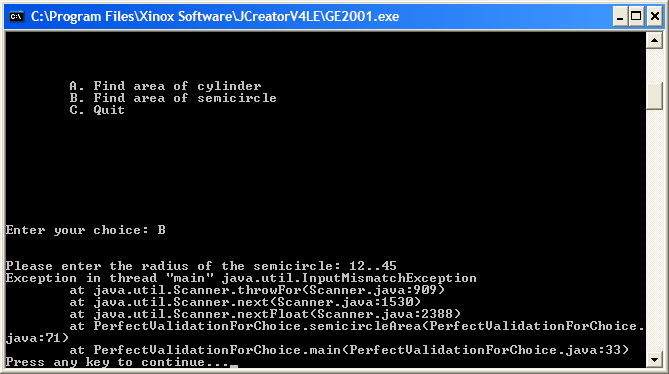 C:\Program Files\Xinox Software\JCreatorV4LE\GE2001.exe
A. Find area of cylinder
B. Find area of semicircle
C. Quit
Enter your choice: B
Please enter the radius of the semicircle: 12..45
Exception in thread "main" java.util.InputMismatchException
at java.util.Scanner.throwFor(Scanner.java:909)
at java.util.Scanner.next(Scanner.java:1530)
at java.util.Scanner.nextFloat(Scanner.java:2388)
at PerfectValidationForChoice.semicircleArea(PerfectValidationForChoice.
java:71)
at PerfectValidationForChoice.main(PerfectValidationForChoice.java:33)
Press any key to continue..._